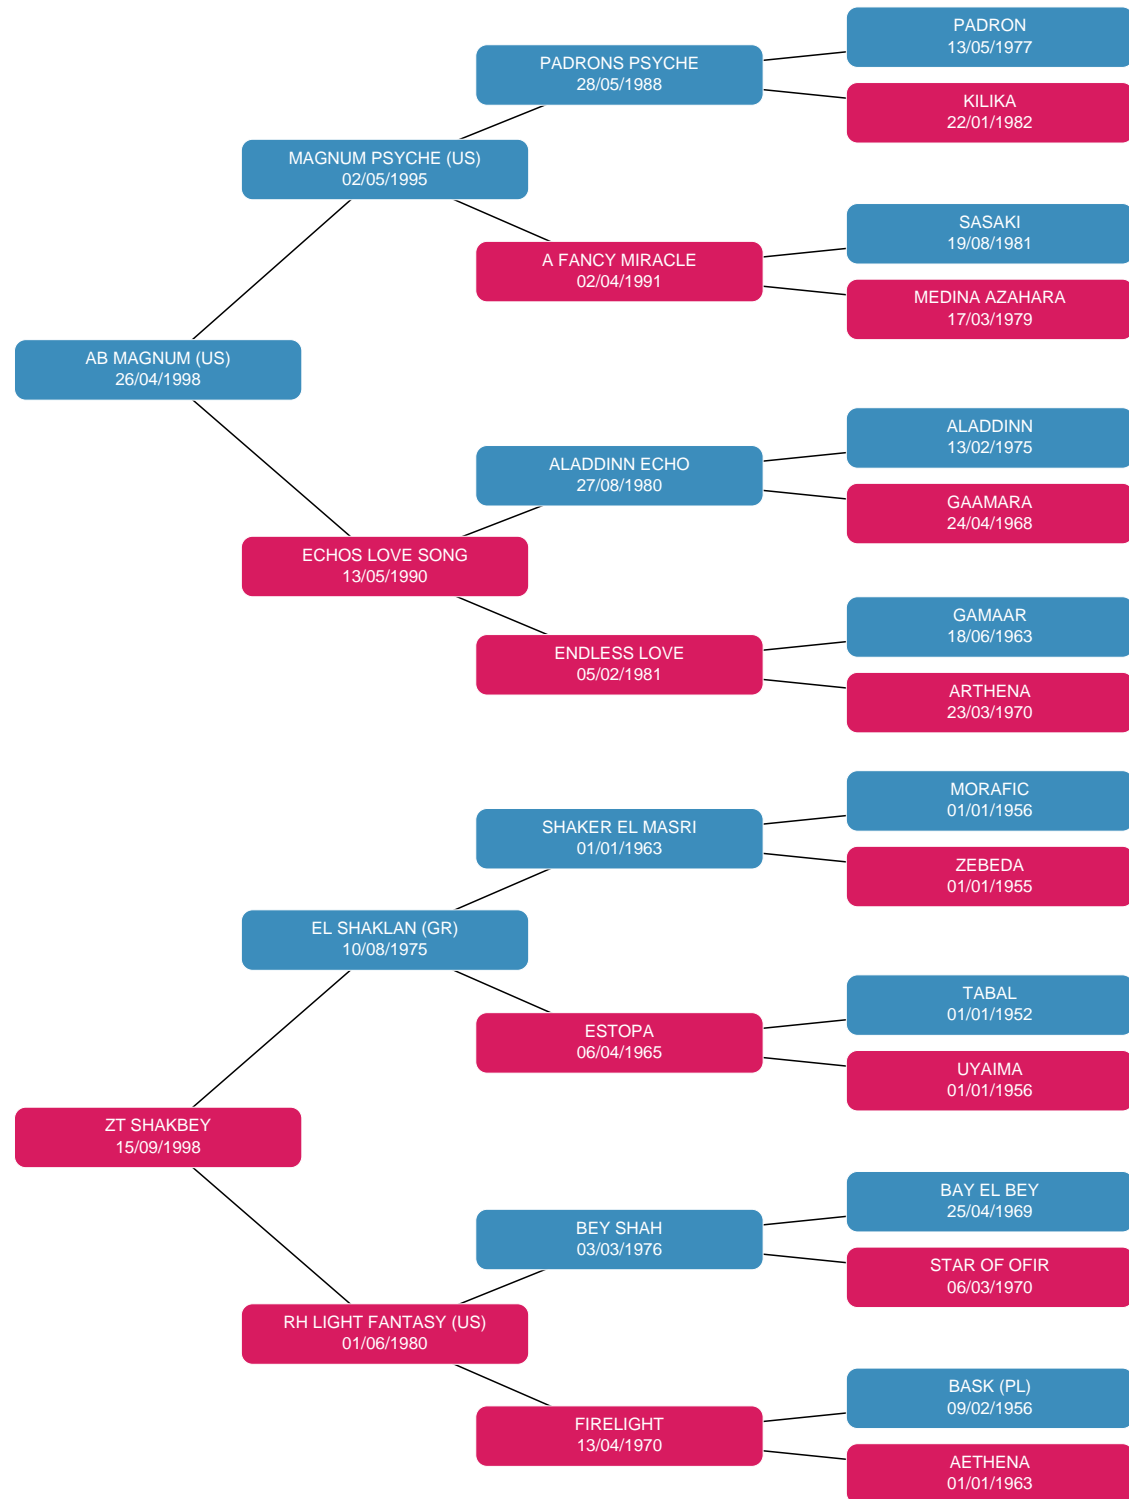 PADRON
13/05/1977
PADRONS PSYCHE
28/05/1988
KILIKA
22/01/1982
MAGNUM PSYCHE (US)
02/05/1995
SASAKI
19/08/1981
A FANCY MIRACLE
02/04/1991
MEDINA AZAHARA
17/03/1979
AB MAGNUM (US)
26/04/1998
ALADDINN
13/02/1975
ALADDINN ECHO
27/08/1980
GAAMARA
24/04/1968
ECHOS LOVE SONG
13/05/1990
GAMAAR
18/06/1963
ENDLESS LOVE
05/02/1981
ARTHENA
23/03/1970
MORAFIC
01/01/1956
SHAKER EL MASRI
01/01/1963
ZEBEDA
01/01/1955
EL SHAKLAN (GR)
10/08/1975
TABAL
01/01/1952
ESTOPA
06/04/1965
UYAIMA
01/01/1956
ZT SHAKBEY
15/09/1998
BAY EL BEY
25/04/1969
BEY SHAH
03/03/1976
STAR OF OFIR
06/03/1970
RH LIGHT FANTASY (US)
01/06/1980
BASK (PL)
09/02/1956
FIRELIGHT
13/04/1970
AETHENA
01/01/1963